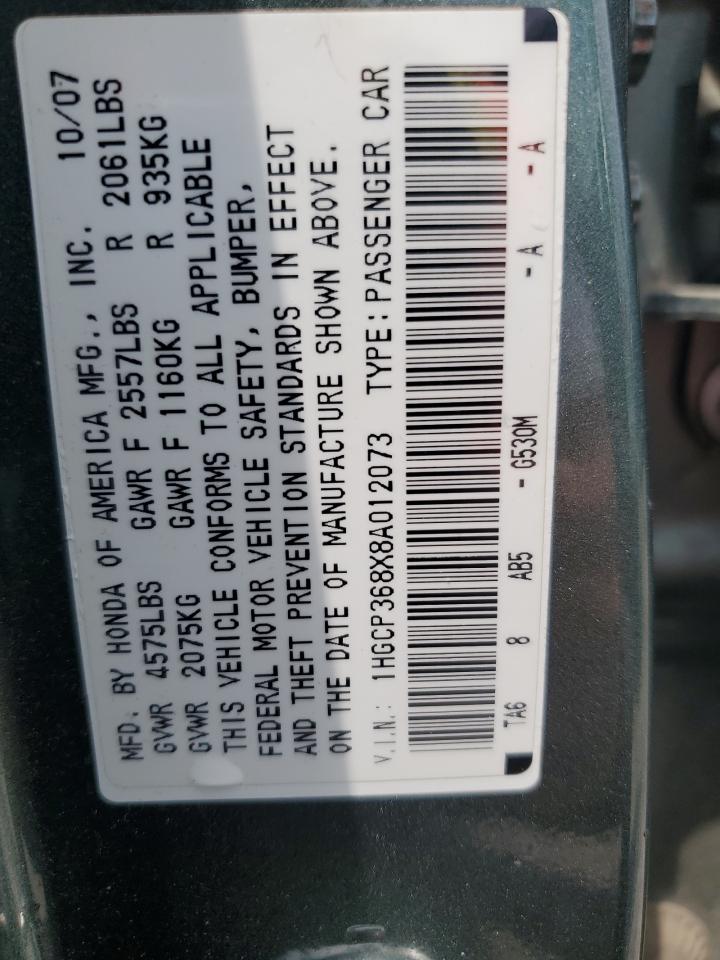 MFD. BY HONDA OF AMERICA MFG., INC. 10/07
GVWR 4575LBS GAWR F 2557LBS R 2061LBS
GVWR 2075KG GAWR F 1160KG R 935KG
THIS VEHICLE CONFORMS TO ALL APPLICABLE
FEDERAL MOTOR VEHICLE SAFETY, BUMPER,
AND THEFT PREVENTION STANDARDS IN EFFECT
ON THE DATE OF MANUFACTURE SHOWN ABOVE.
V.I.N.: 1HGCP368X8A012073 TYPE:PASSENGER CAR
TA6 8 AB5 - G530M - A - A